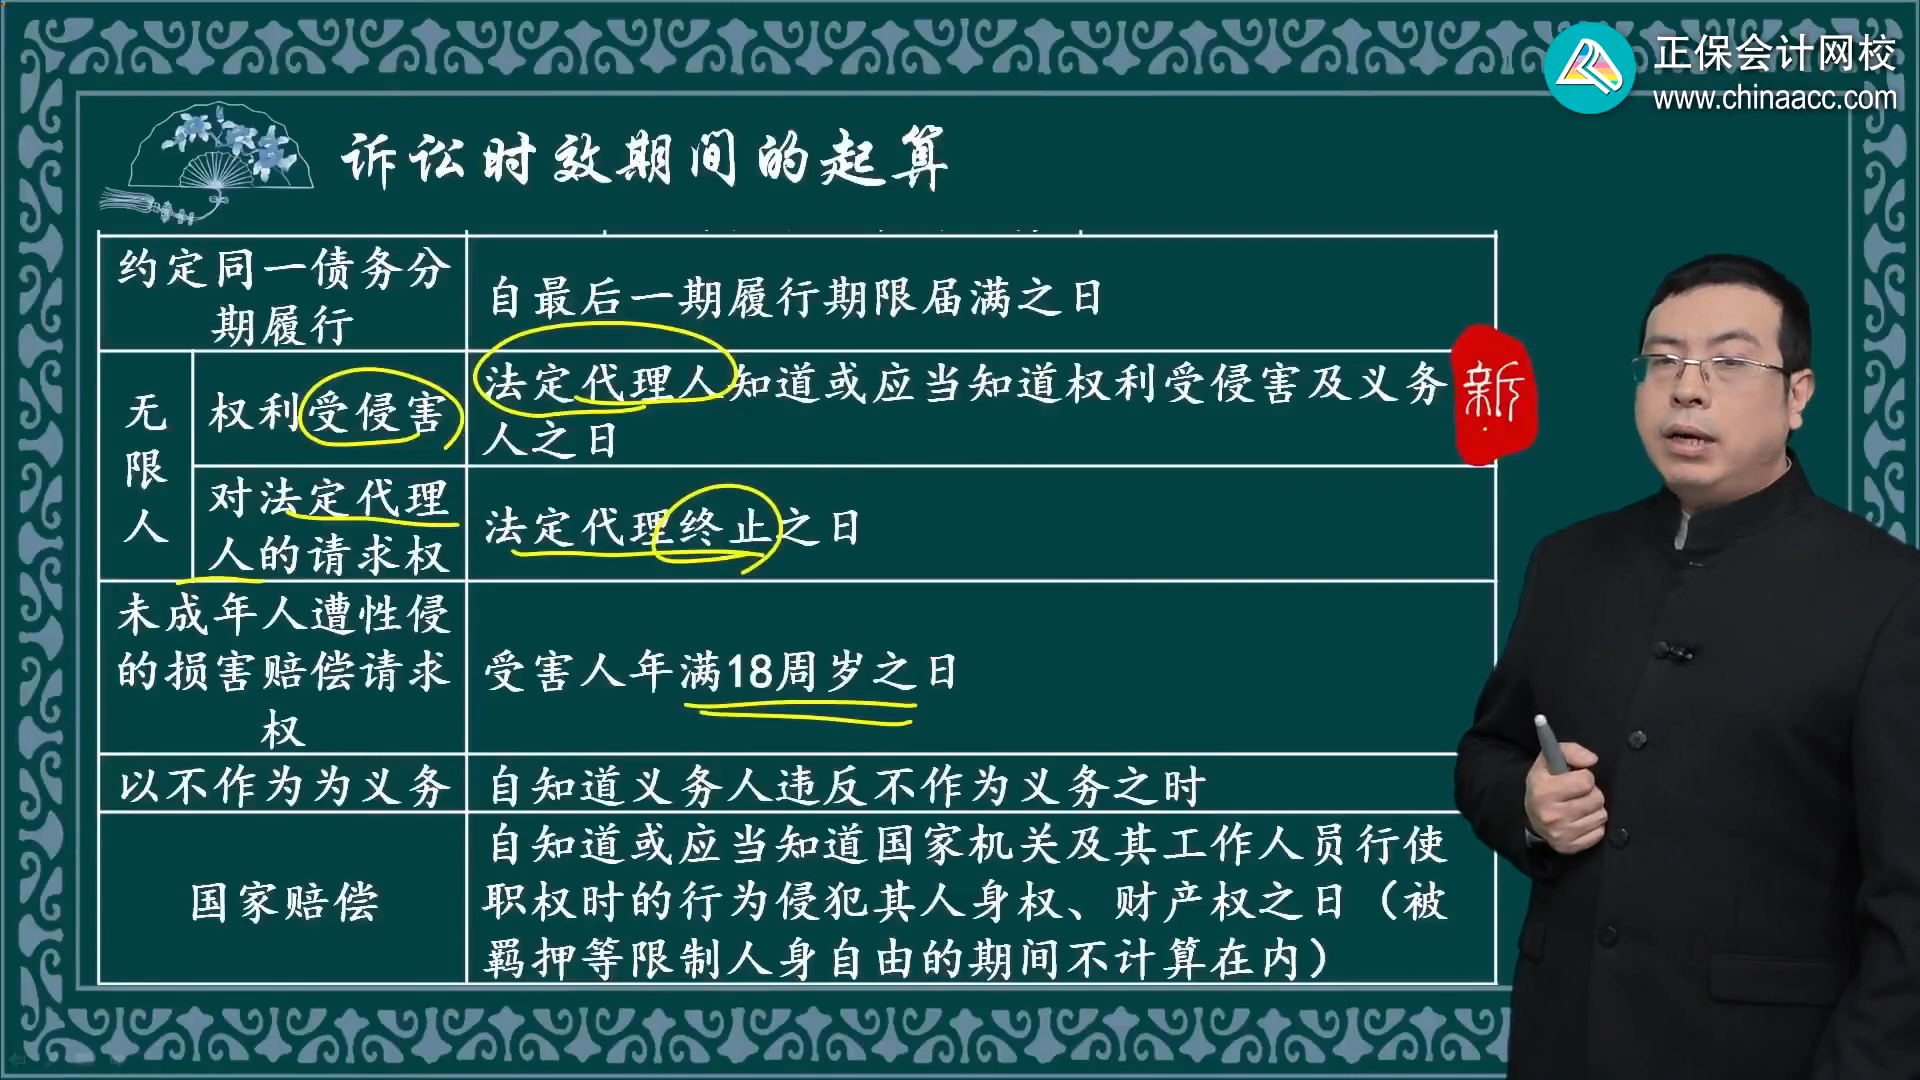 正保会计网校
www.chinaacc.com
诉讼时效期间的起算
约定同一债务分
期履行
自最后一期履行期限届满之日
无
限
人
权利受侵害
法定代理人知道或应当知道权利受侵害及义务
人之日
新
对法定代理
人的请求权
法定代理终止之日
未成年人遭性侵
的损害赔偿请求
权
受害人年满18周岁之日
以不作为为义务
自知道义务人违反不作为义务之时
国家赔偿
自知道或应当知道国家机关及其工作人员行使
职权时的行为侵犯其人身权、财产权之日（被
羁押等限制人身自由的期间不计算在内）